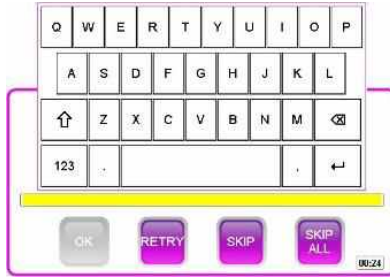 Q W E R T Y U I O P
A S D F G H J K L
Z X C V B N M
123 . .
OK RETRY SKIP SKIP ALL
00:24